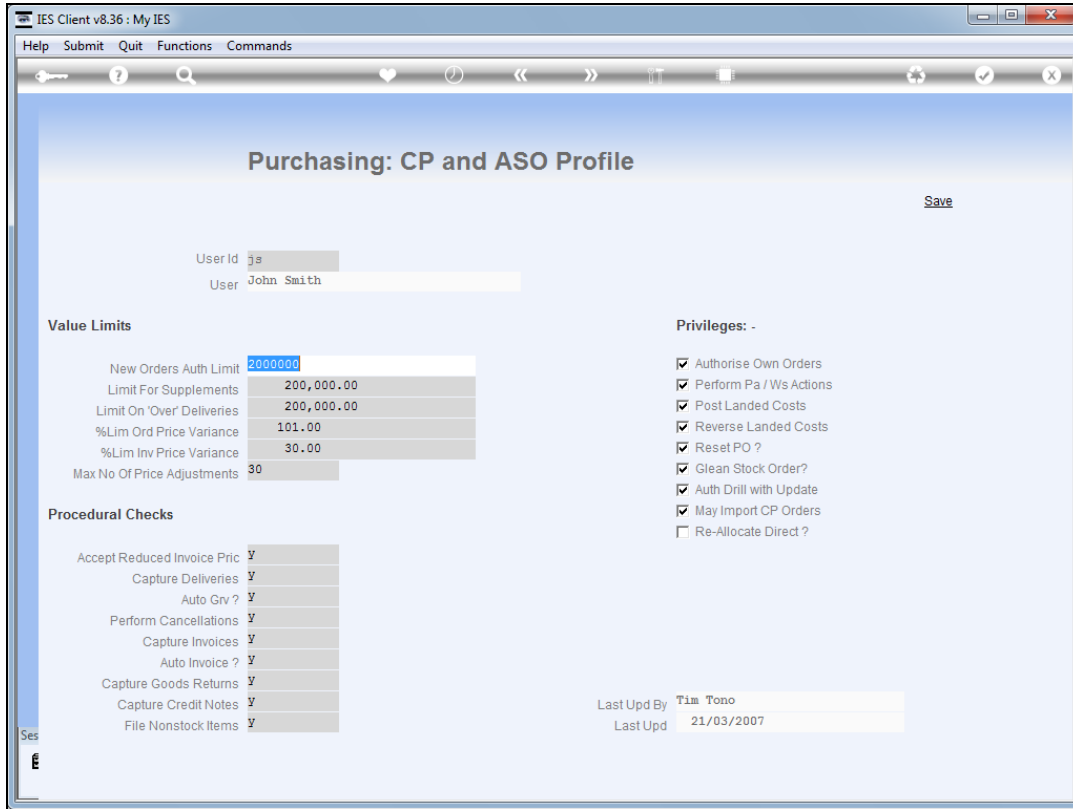 IES Client v8.36 : My IES
Help Submit Quit Functions Commands
Purchasing: CP and ASO Profile
Save
User Id js
User John Smith
Value Limits
New Orders Auth Limit 2000000
Limit For Supplements 200,000.00
Limit On 'Over' Deliveries 200,000.00
%Lim Ord Price Variance 101.00
%Lim Inv Price Variance 30.00
Max No Of Price Adjustments 30
Privileges: -
Authorise Own Orders
Perform Pa / Ws Actions
Post Landed Costs
Reverse Landed Costs
Reset PO ?
Glean Stock Order?
Auth Drill with Update
May Import CP Orders
Re-Allocate Direct ?
Procedural Checks
Accept Reduced Invoice Pric y
Capture Deliveries y
Auto Grv ? y
Perform Cancellations y
Capture Invoices y
Auto Invoice ? y
Capture Goods Returns y
Capture Credit Notes y
File Nonstock Items y
Last Upd By Tim Tono
Last Upd 21/03/2007
Ses